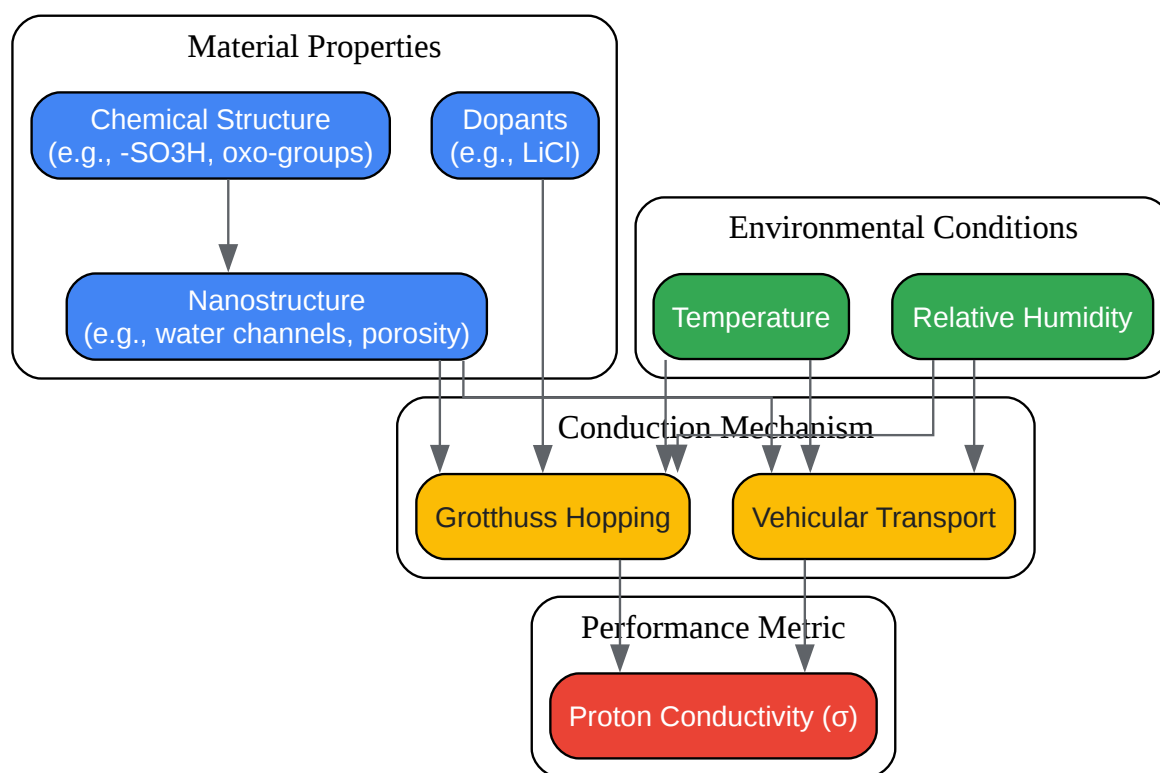 Material Properties
Chemical Structure
(e.g., -SO3H, oxo-groups)
Dopants
(e.g., LiCl)
Nanostructure
(e.g., water channels, porosity)
Environmental Conditions
Temperature
Relative Humidity
Conduction Mechanism
Grotthuss Hopping
Vehicular Transport
Performance Metric
Proton Conductivity (σ)